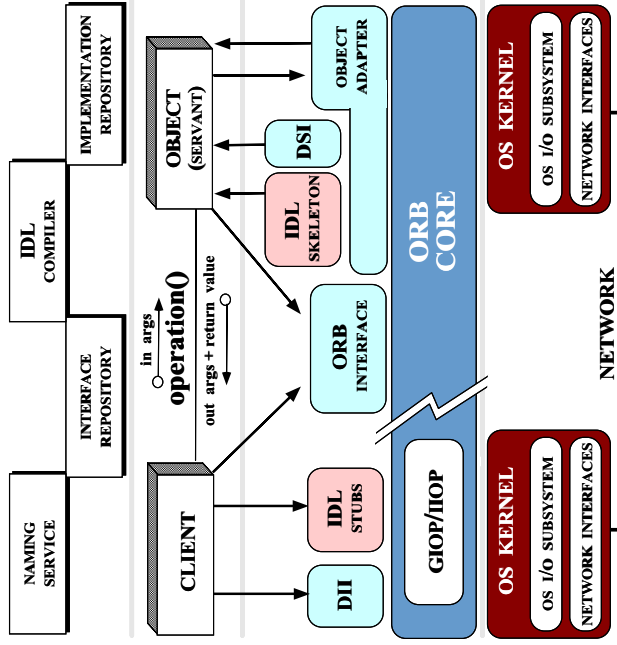 NAMING
SERVICE
INTERFACE
REPOSITORY
IDL
COMPILER
IMPLEMENTATION
REPOSITORY
CLIENT
in args
operation()
out args + return value
OBJECT
(SERVANT)
DII
IDL
STUBS
ORB
INTERFACE
IDL
SKELETON
DSI
OBJECT
ADAPTER
GIOP/IIOP
ORB
CORE
OS KERNEL
OS I/O SUBSYSTEM
NETWORK INTERFACES
NETWORK
OS KERNEL
OS I/O SUBSYSTEM
NETWORK INTERFACES